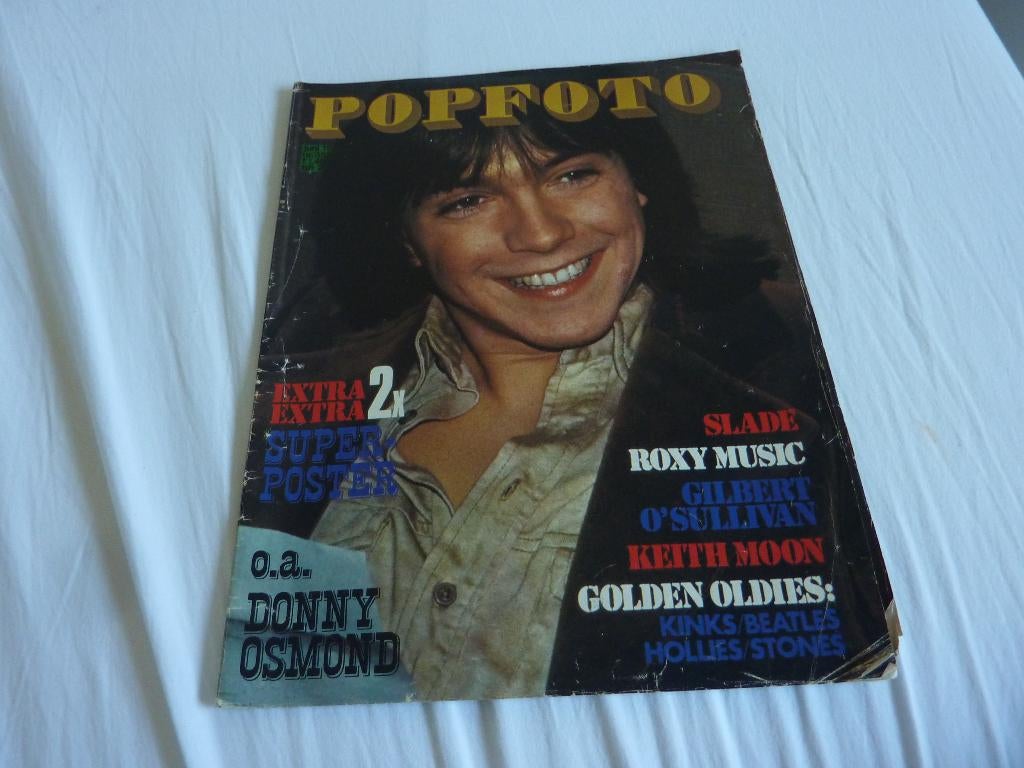 POPFOTO
EXTRA
EXTRA 2x
SUPER-
POSTER
o.a.
DONNY
OSMOND
SLADE
ROXY MUSIC
GILBERT
O'SULLIVAN
KEITH MOON
GOLDEN OLDIES:
KINKS/BEATLES
HOLLIES/STONES